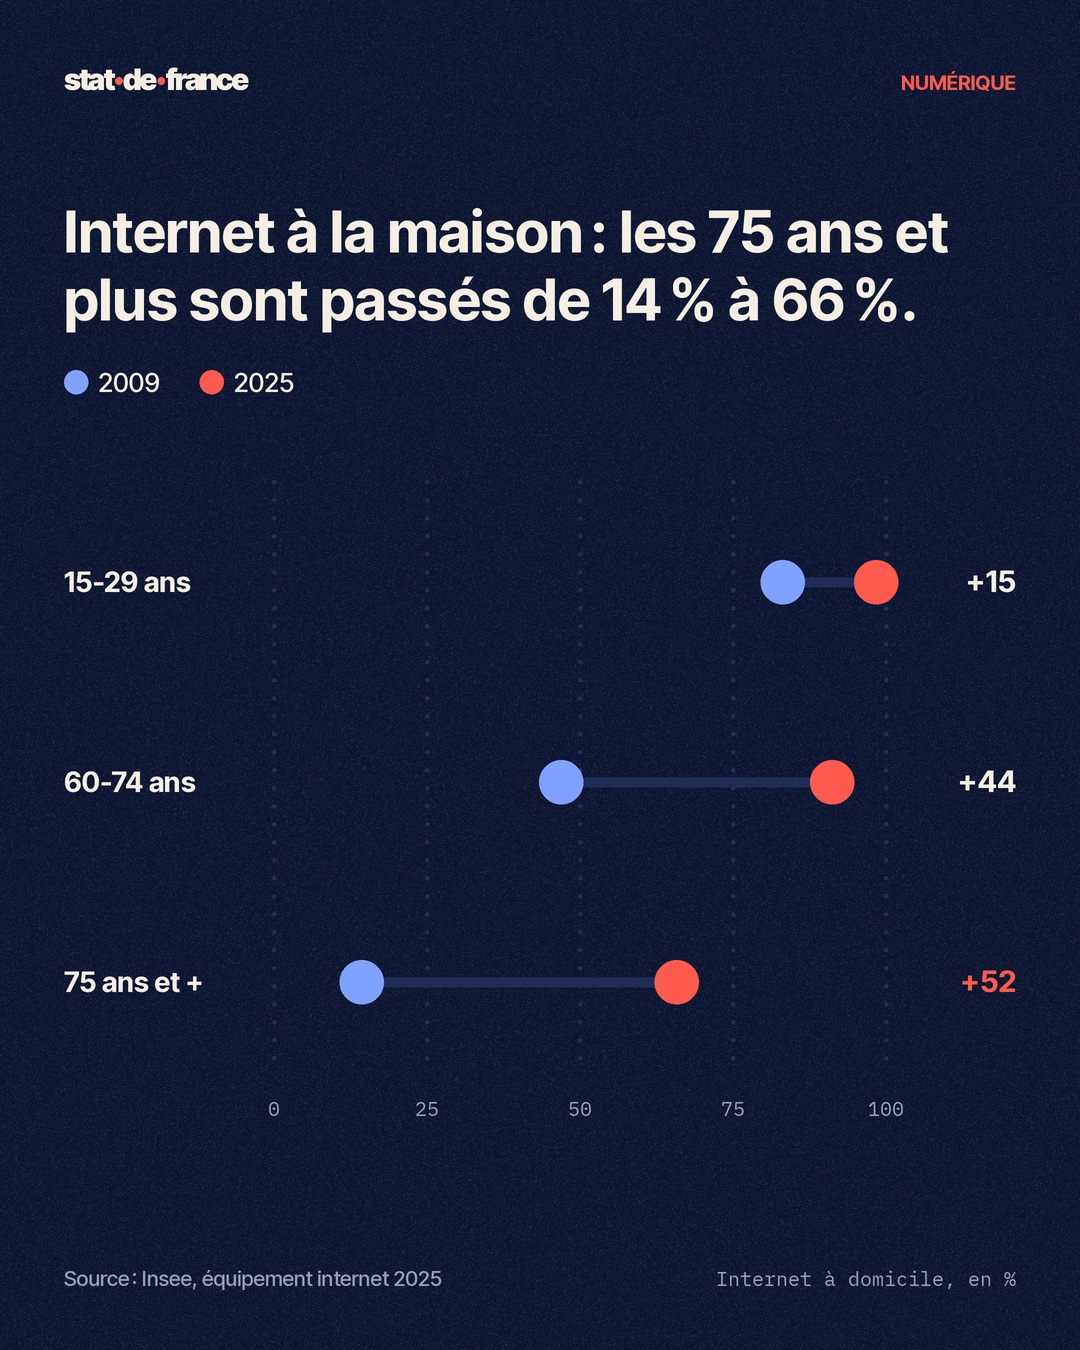 stat•de•france
NUMÉRIQUE
Internet à la maison : les 75 ans et
plus sont passés de 14 % à 66 %.
2009 2025
15-29 ans +15
60-74 ans +44
75 ans et + +52
0 25 50 75 100
Source : Insee, équipement internet 2025
Internet à domicile, en %